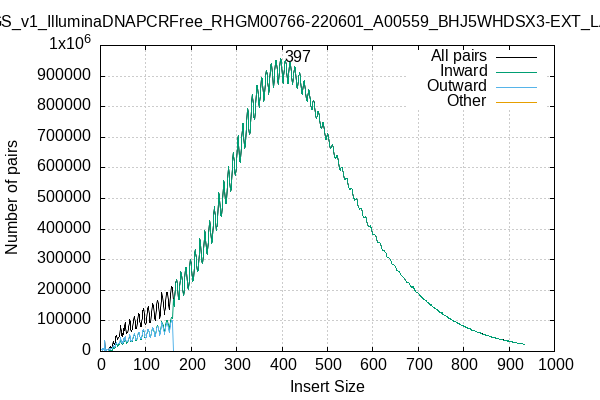 GS_v1_IlluminaDNAPCRFree_RHGM00766-220601_A00559_BHJ5WHDSX3-EXT_L
1x10⁶
900000
800000
700000
600000
500000
400000
300000
200000
100000
0
Number of pairs
397
All pairs
Inward
Outward
Other
0 100 200 300 400 500 600 700 800 900 1000
Insert Size